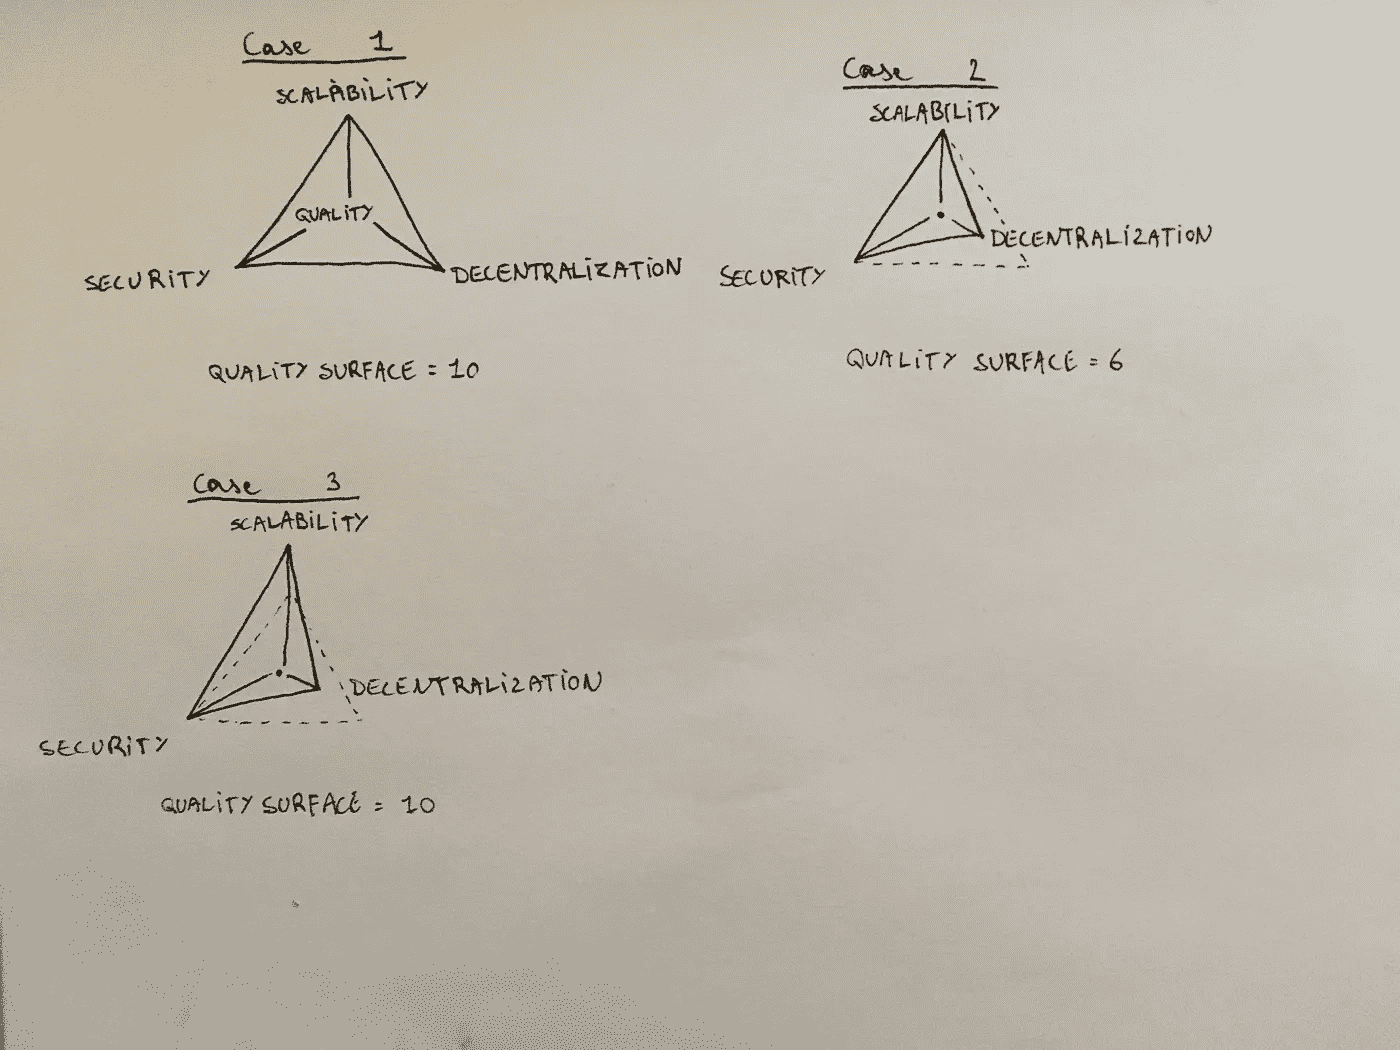 Case 1
SCALABILITY
QUALITY
SECURITY
DECENTRALIZATION
QUALITY SURFACE = 10
Case 2
SCALABILITY
DECENTRALIZATION
SECURITY
QUALITY SURFACE = 6
Case 3
SCALABILITY
DECENTRALIZATION
SECURITY
QUALITY SURFACE = 10